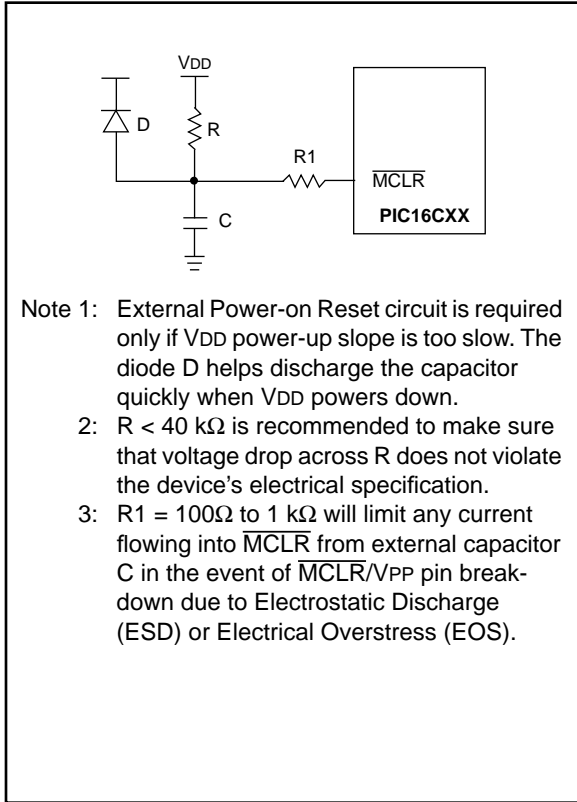 VDD
D
R
R1
MCLR
C
PIC16CXX
Note 1: External Power-on Reset circuit is required
only if VDD power-up slope is too slow. The
diode D helps discharge the capacitor
quickly when VDD powers down.
2: R < 40 kΩ is recommended to make sure
that voltage drop across R does not violate
the device's electrical specification.
3: R1 = 100Ω to 1 kΩ will limit any current
flowing into MCLR from external capacitor
C in the event of MCLR/VPP pin break-
down due to Electrostatic Discharge
(ESD) or Electrical Overstress (EOS).